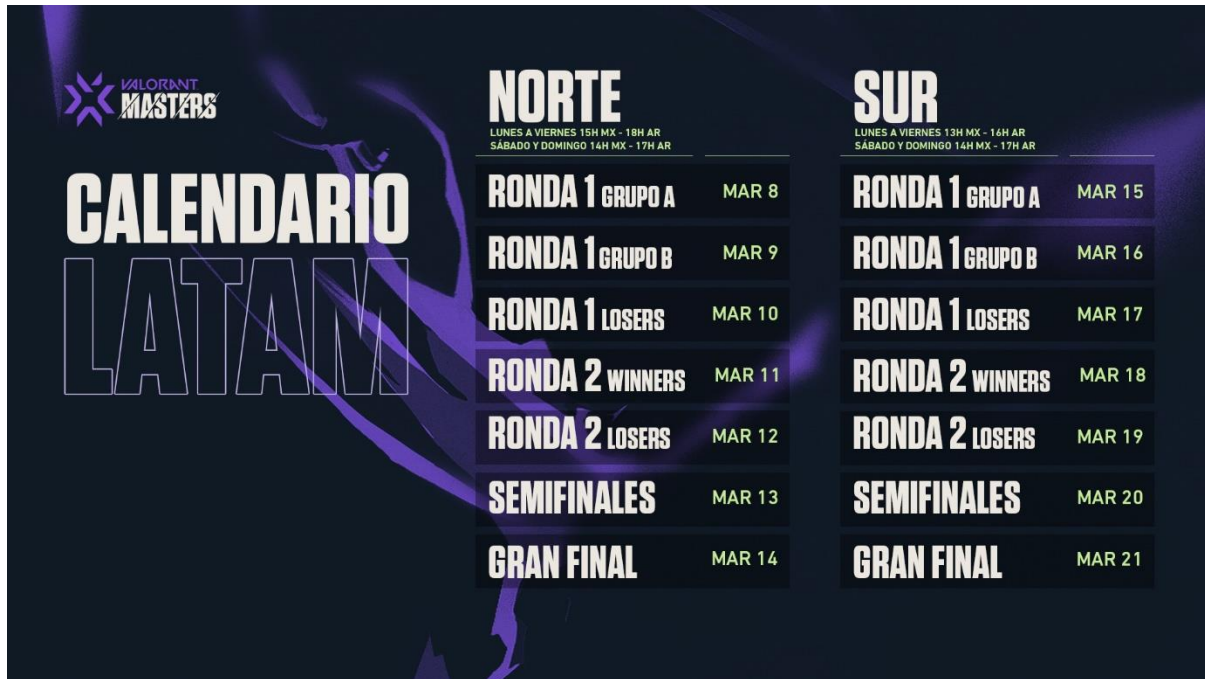 VALORANT
MASTERS
CALENDARIO
LATAM
NORTE
LUNES A VIERNES 15H MX - 18H AR
SÁBADO Y DOMINGO 14H MX - 17H AR
RONDA 1 GRUPO A MAR 8
RONDA 1 GRUPO B MAR 9
RONDA 1 LOSERS MAR 10
RONDA 2 WINNERS MAR 11
RONDA 2 LOSERS MAR 12
SEMIFINALES MAR 13
GRAN FINAL MAR 14
SUR
LUNES A VIERNES 13H MX - 16H AR
SÁBADO Y DOMINGO 14H MX - 17H AR
RONDA 1 GRUPO A MAR 15
RONDA 1 GRUPO B MAR 16
RONDA 1 LOSERS MAR 17
RONDA 2 WINNERS MAR 18
RONDA 2 LOSERS MAR 19
SEMIFINALES MAR 20
GRAN FINAL MAR 21